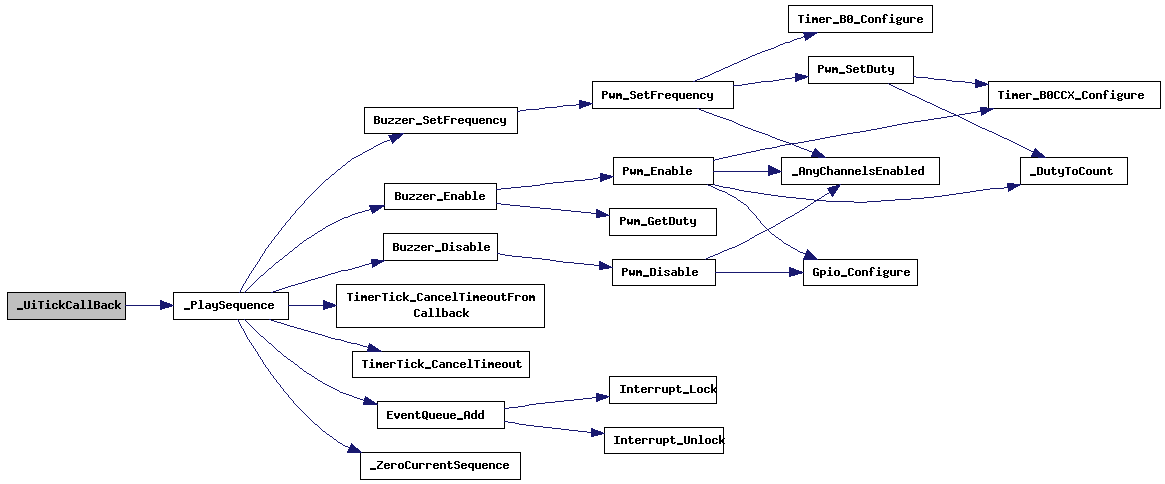 Timer_B0_Configure
Pwm_SetDuty
Pwm_SetFrequency
Timer_B0CCX_Configure
Buzzer_SetFrequency
Pwm_Enable
_AnyChannelsEnabled
_DutyToCount
Buzzer_Enable
Pwm_GetDuty
Buzzer_Disable
Pwm_Disable
Gpio_Configure
_UiTickCallBack
_PlaySequence
TimerTick_CancelTimeoutFrom
Callback
TimerTick_CancelTimeout
Interrupt_Lock
EventQueue_Add
Interrupt_Unlock
_ZeroCurrentSequence